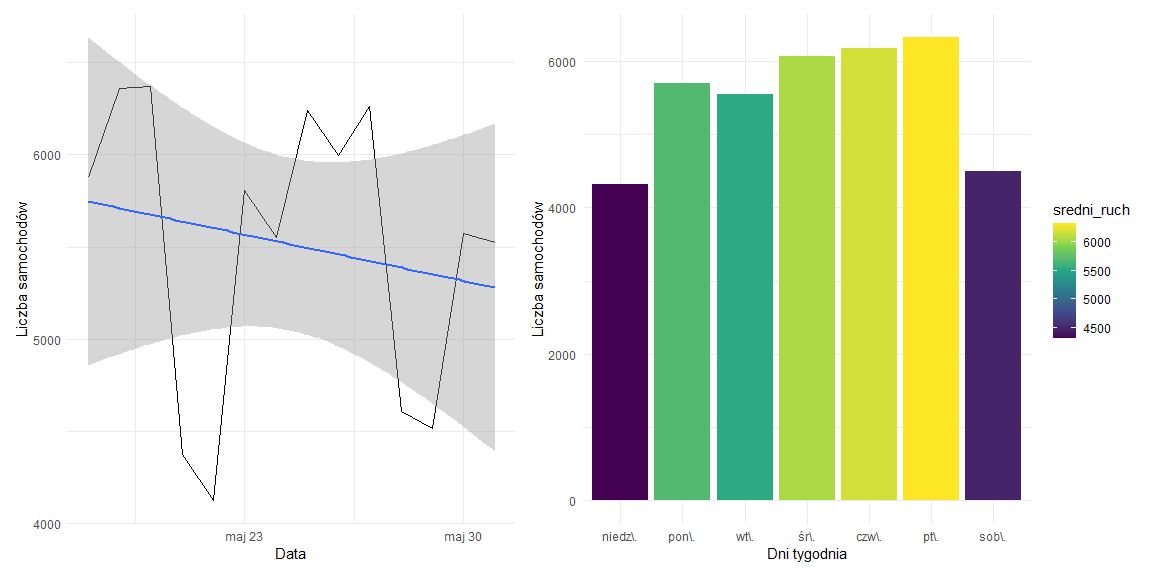 Liczba samochodów
6000
5000
4000
maj 23
maj 30
Data
Liczba samochodów
6000
4000
2000
0
niedz\.
pon\.
wt\.
śr\.
czw\.
pt\.
sob\.
Dni tygodnia
sredni_ruch
6000
5500
5000
4500